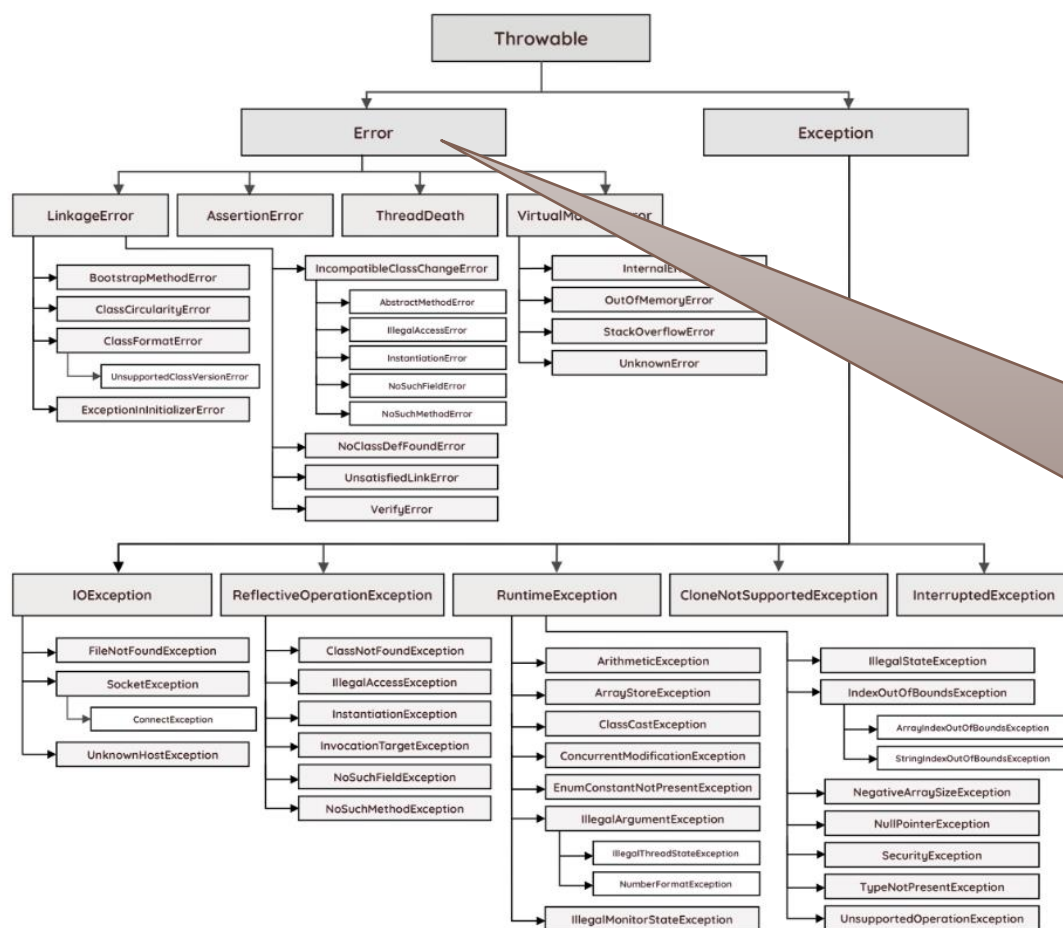 Throwable
Error
Exception
LinkageError
AssertionError
ThreadDeath
BootstrapMethodError
ClassCircularityError
ClassFormatError
UnsupportedClassVersionError
ExceptionInInitializerError
IncompatibleClassChangeError
AbstractMethodError
IllegalAccessError
InstantiationError
NoSuchFieldError
NoSuchMethodError
NoClassDefFoundError
UnsatisfiedLinkError
VerifyError
OutOfMemoryError
StackOverflowError
UnknownError
IOException
ReflectiveOperationException
RuntimeException
CloneNotSupportedException
InterruptedException
FileNotFoundException
SocketException
ConnectException
UnknownHostException
ClassNotFoundException
IllegalAccessException
InstantiationException
InvocationTargetException
NoSuchFieldException
NoSuchMethodException
ArithmeticException
ArrayStoreException
ClassCastException
ConcurrentModificationException
EnumConstantNotPresentException
IllegalArgumentException
IllegalThreadStateException
NumberFormatException
IllegalMonitorStateException
IllegalStateException
IndexOutOfBoundsException
ArrayIndexOutOfBoundsException
StringIndexOutOfBoundsException
NegativeArraySizeException
NullPointerException
SecurityException
TypeNotPresentException
UnsupportedOperationException